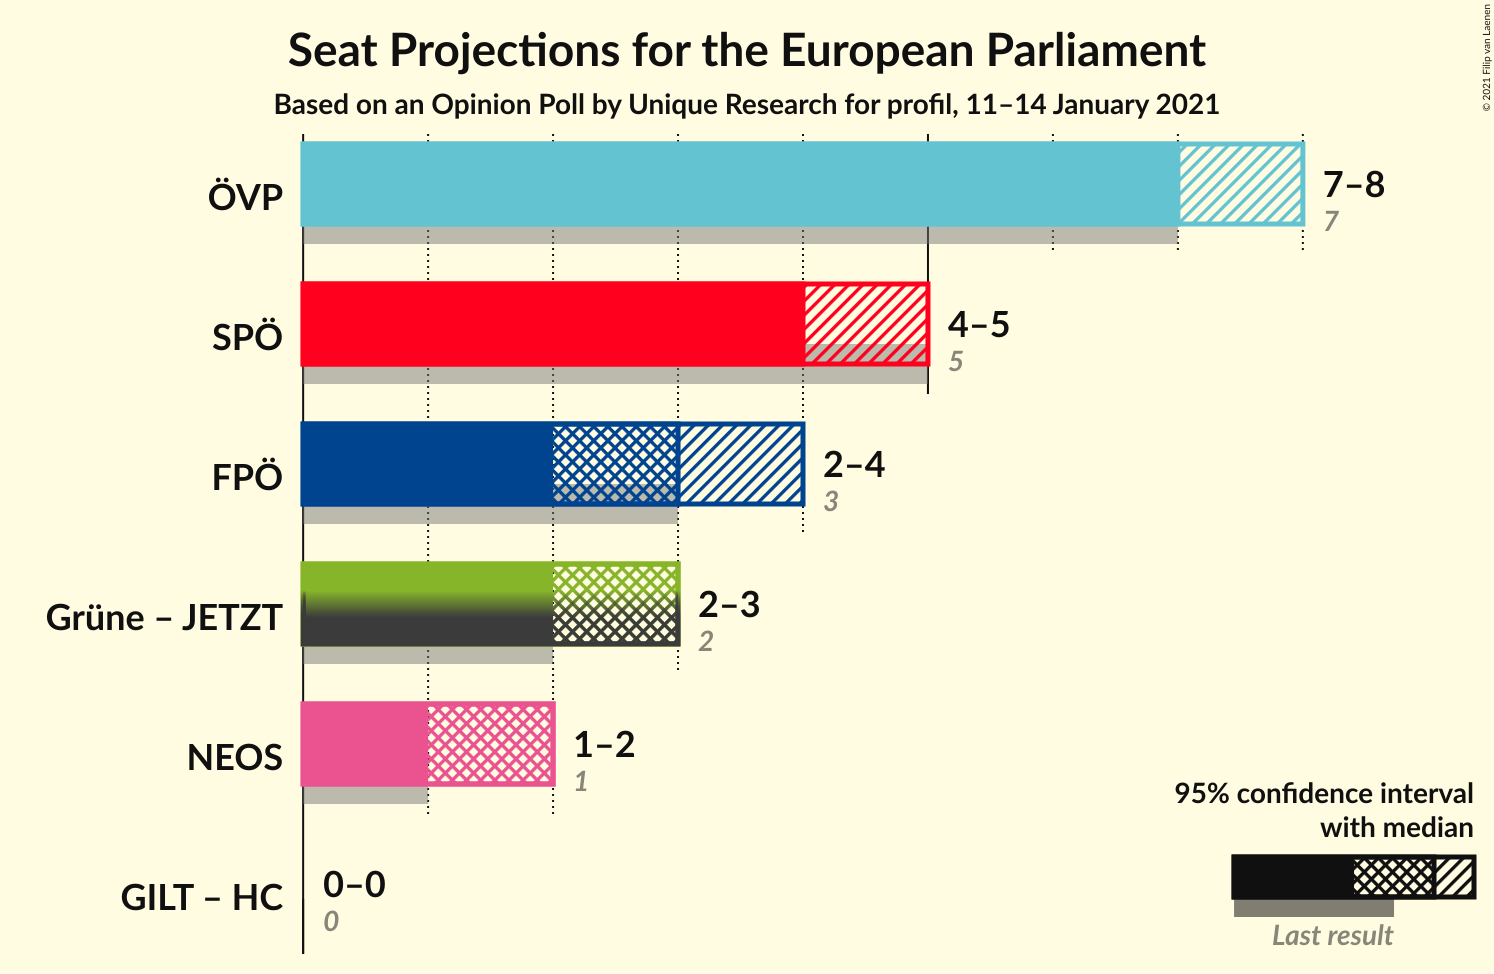 Seat Projections for the European Parliament
Based on an Opinion Poll by Unique Research for profil, 11–14 January 2021
© 2021 Filip van Laenen
ÖVP
7–8
7
SPÖ
4–5
5
FPÖ
2–4
3
Grüne – JETZT
2–3
2
NEOS
1–2
1
GILT – HC
0–0
0
95% confidence interval
with median
Last result